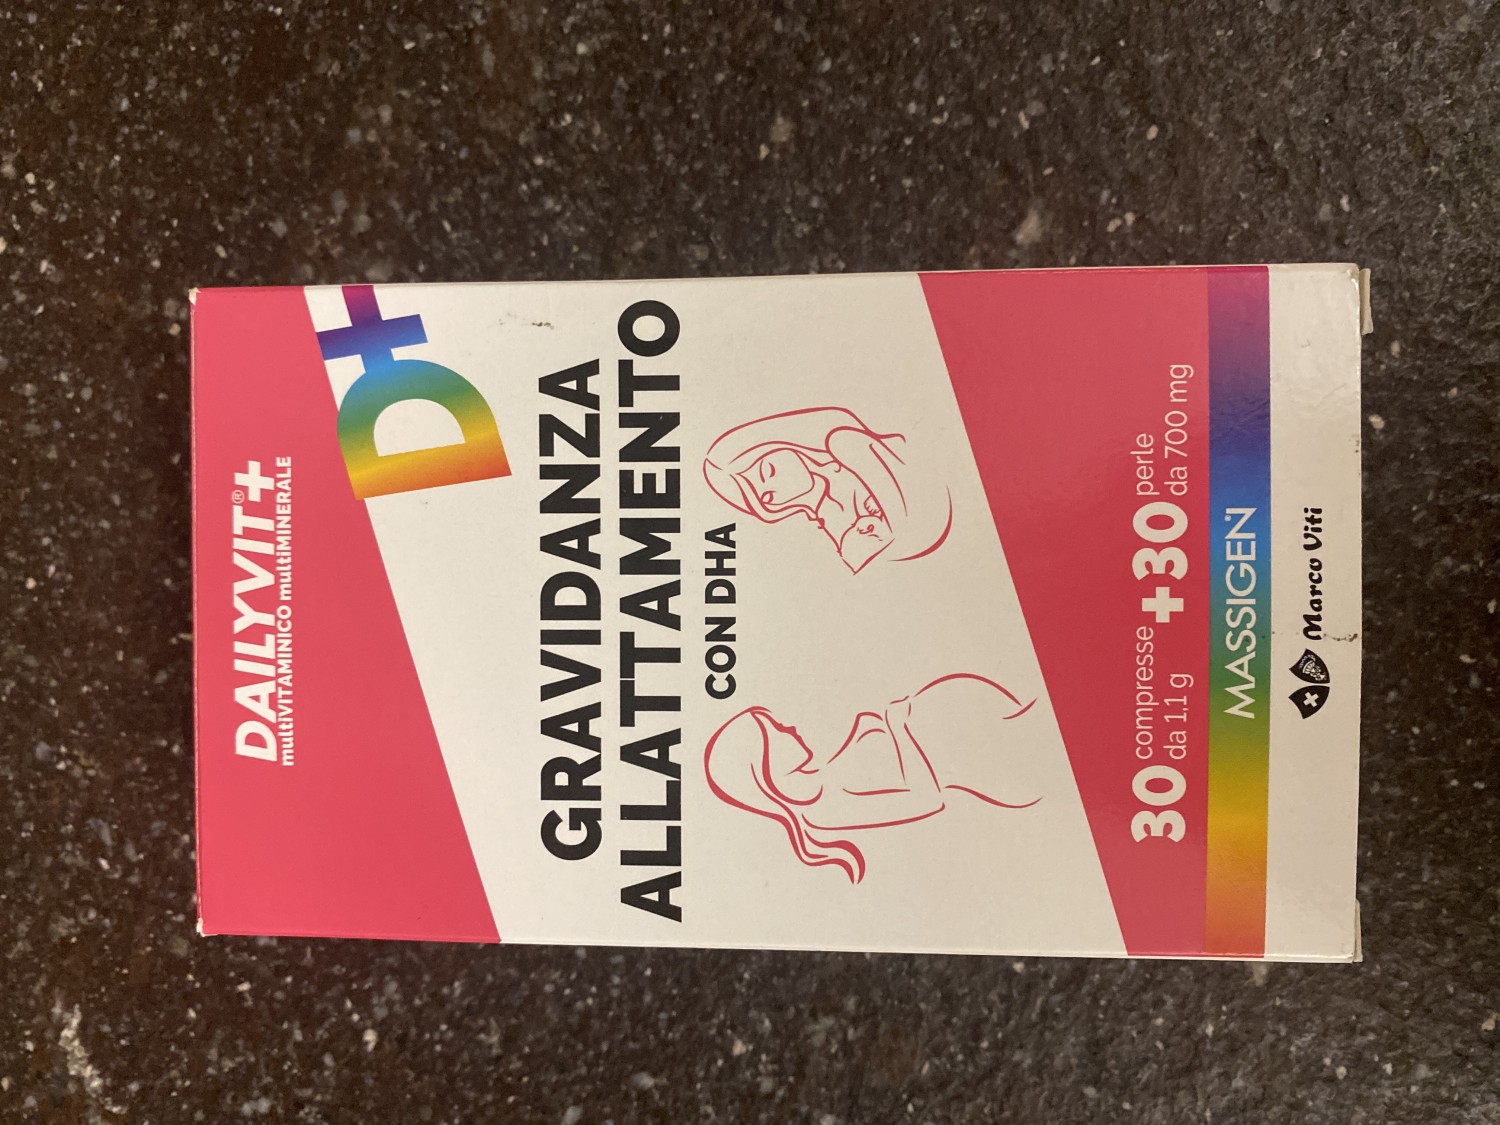 DAILYVIT®+
multiVITAMINICO multiMINERALE
D+
GRAVIDANZA
ALLATTAMENTO
CON DHA
30 compresse da 1.1 g + 30 perle da 700 mg
MASSIGEN
Marco Viti